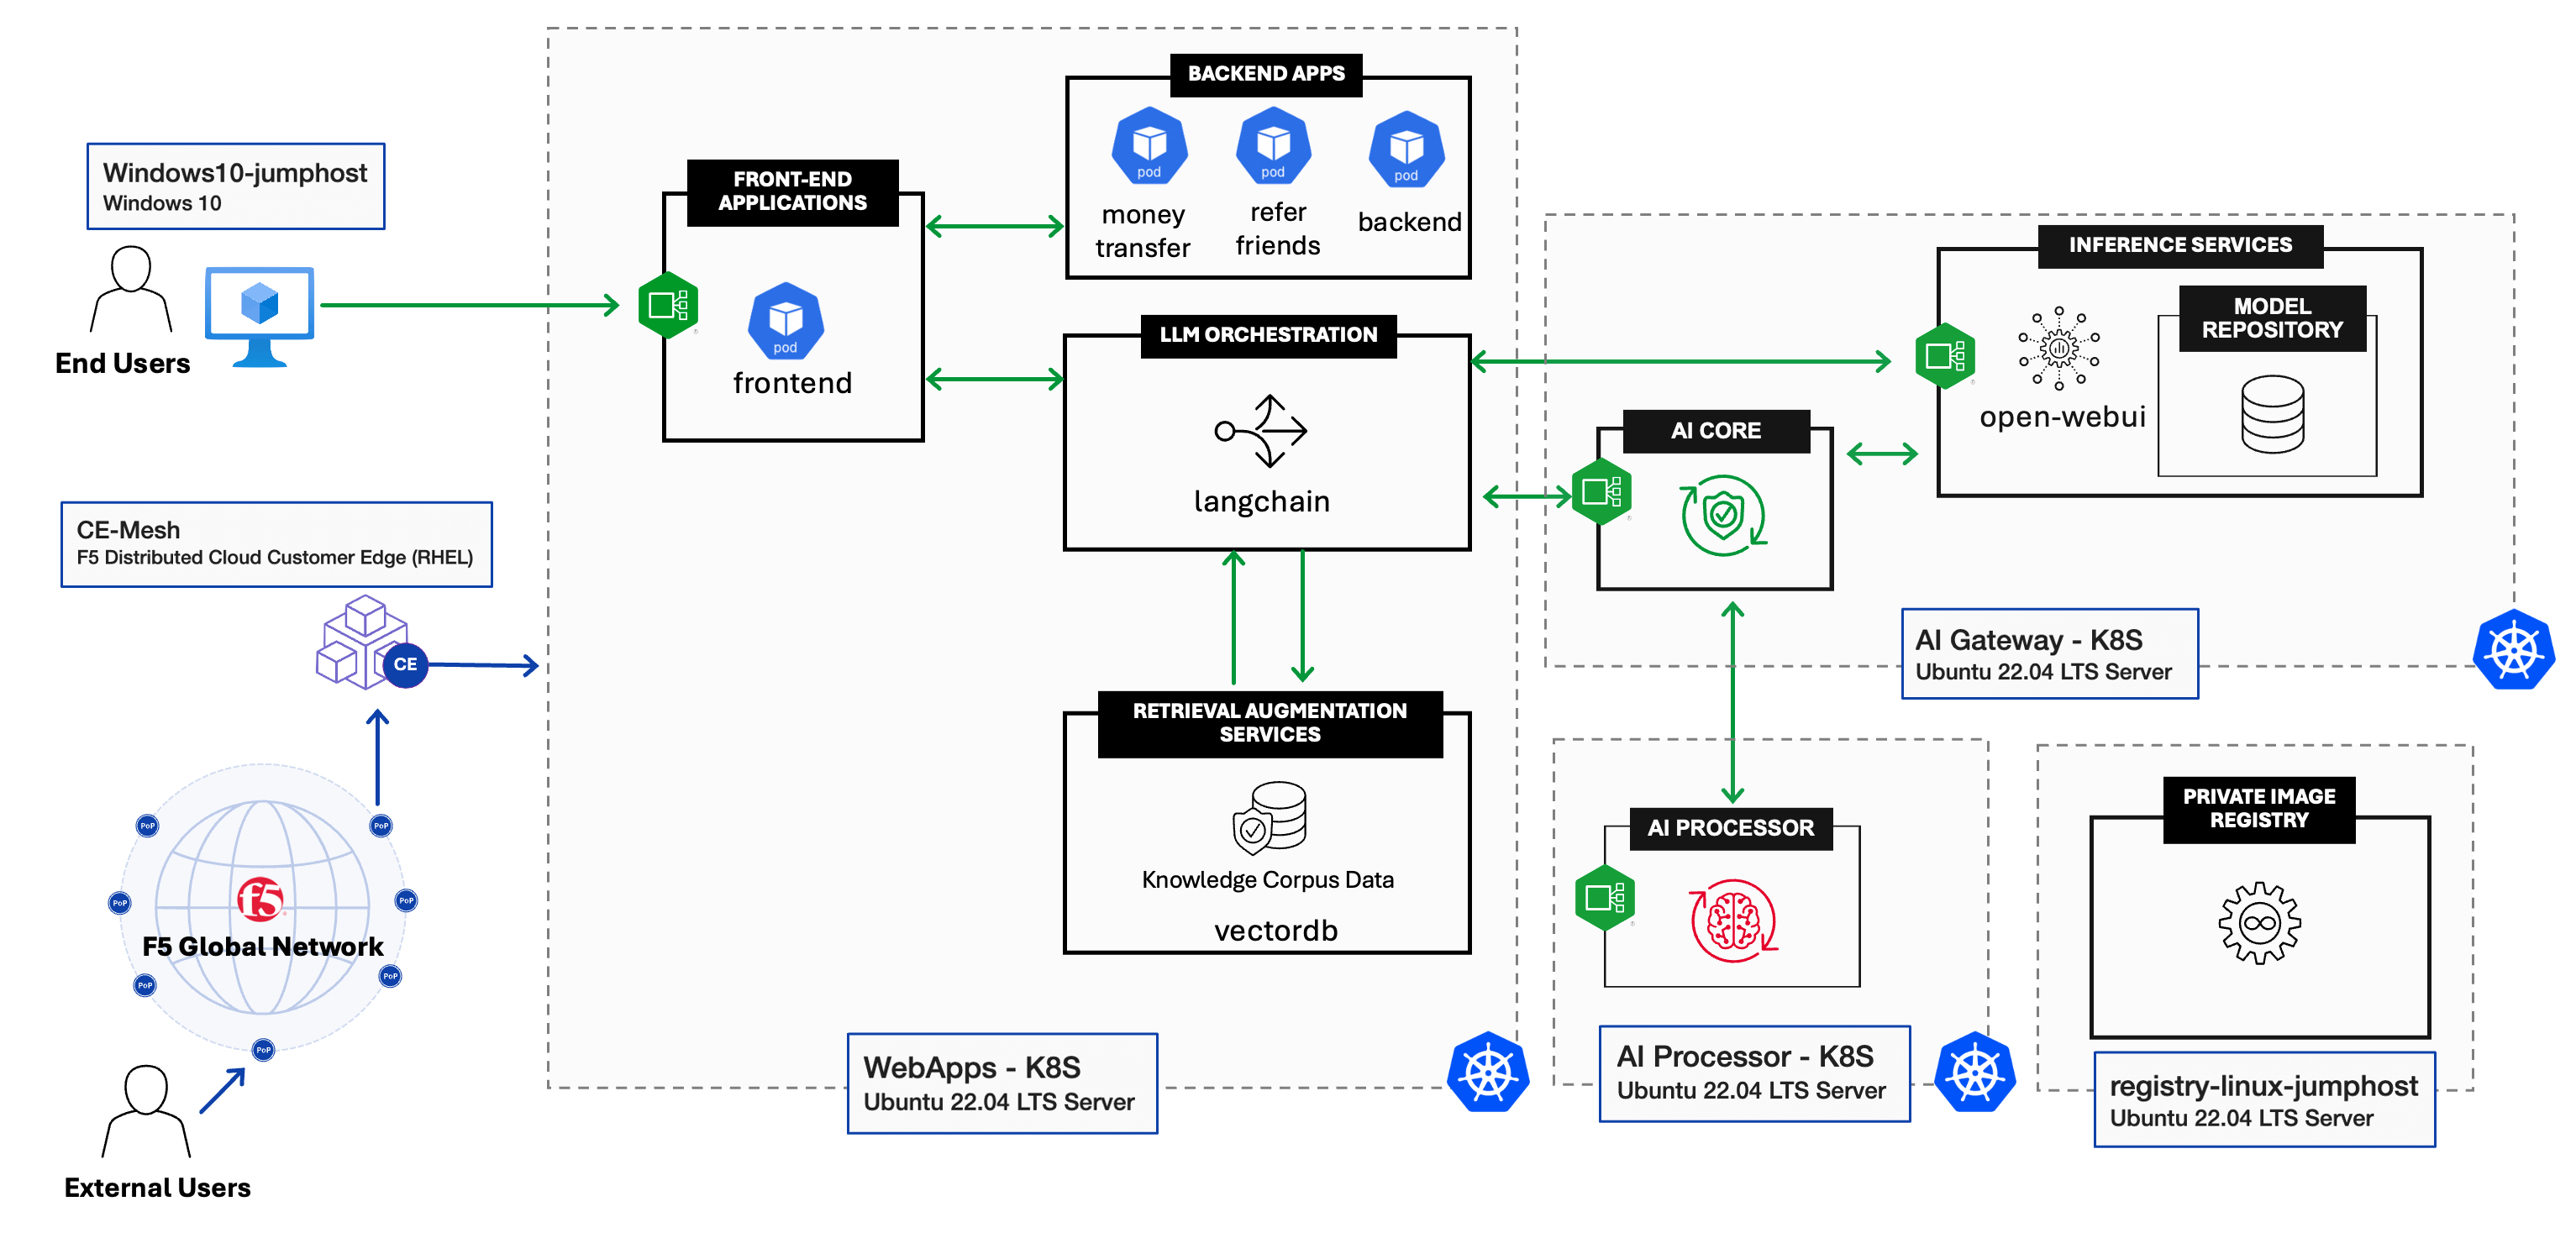 Windows10-jumphost
Windows 10
End Users
CE-Mesh
F5 Distributed Cloud Customer Edge (RHEL)
CE
PoP
PoP
PoP
PoP
PoP
PoP
PoP
f5
F5 Global Network
External Users
FRONT-END
APPLICATIONS
pod
frontend
BACKEND APPS
pod
pod
pod
money
transfer
refer
friends
backend
LLM ORCHESTRATION
langchain
RETRIEVAL AUGMENTATION
SERVICES
Knowledge Corpus Data
vectordb
WebApps - K8S
Ubuntu 22.04 LTS Server
INFERENCE SERVICES
open-webui
MODEL
REPOSITORY
AI CORE
AI Gateway - K8S
Ubuntu 22.04 LTS Server
AI PROCESSOR
AI Processor - K8S
Ubuntu 22.04 LTS Server
PRIVATE IMAGE
REGISTRY
registry-linux-jumphost
Ubuntu 22.04 LTS Server